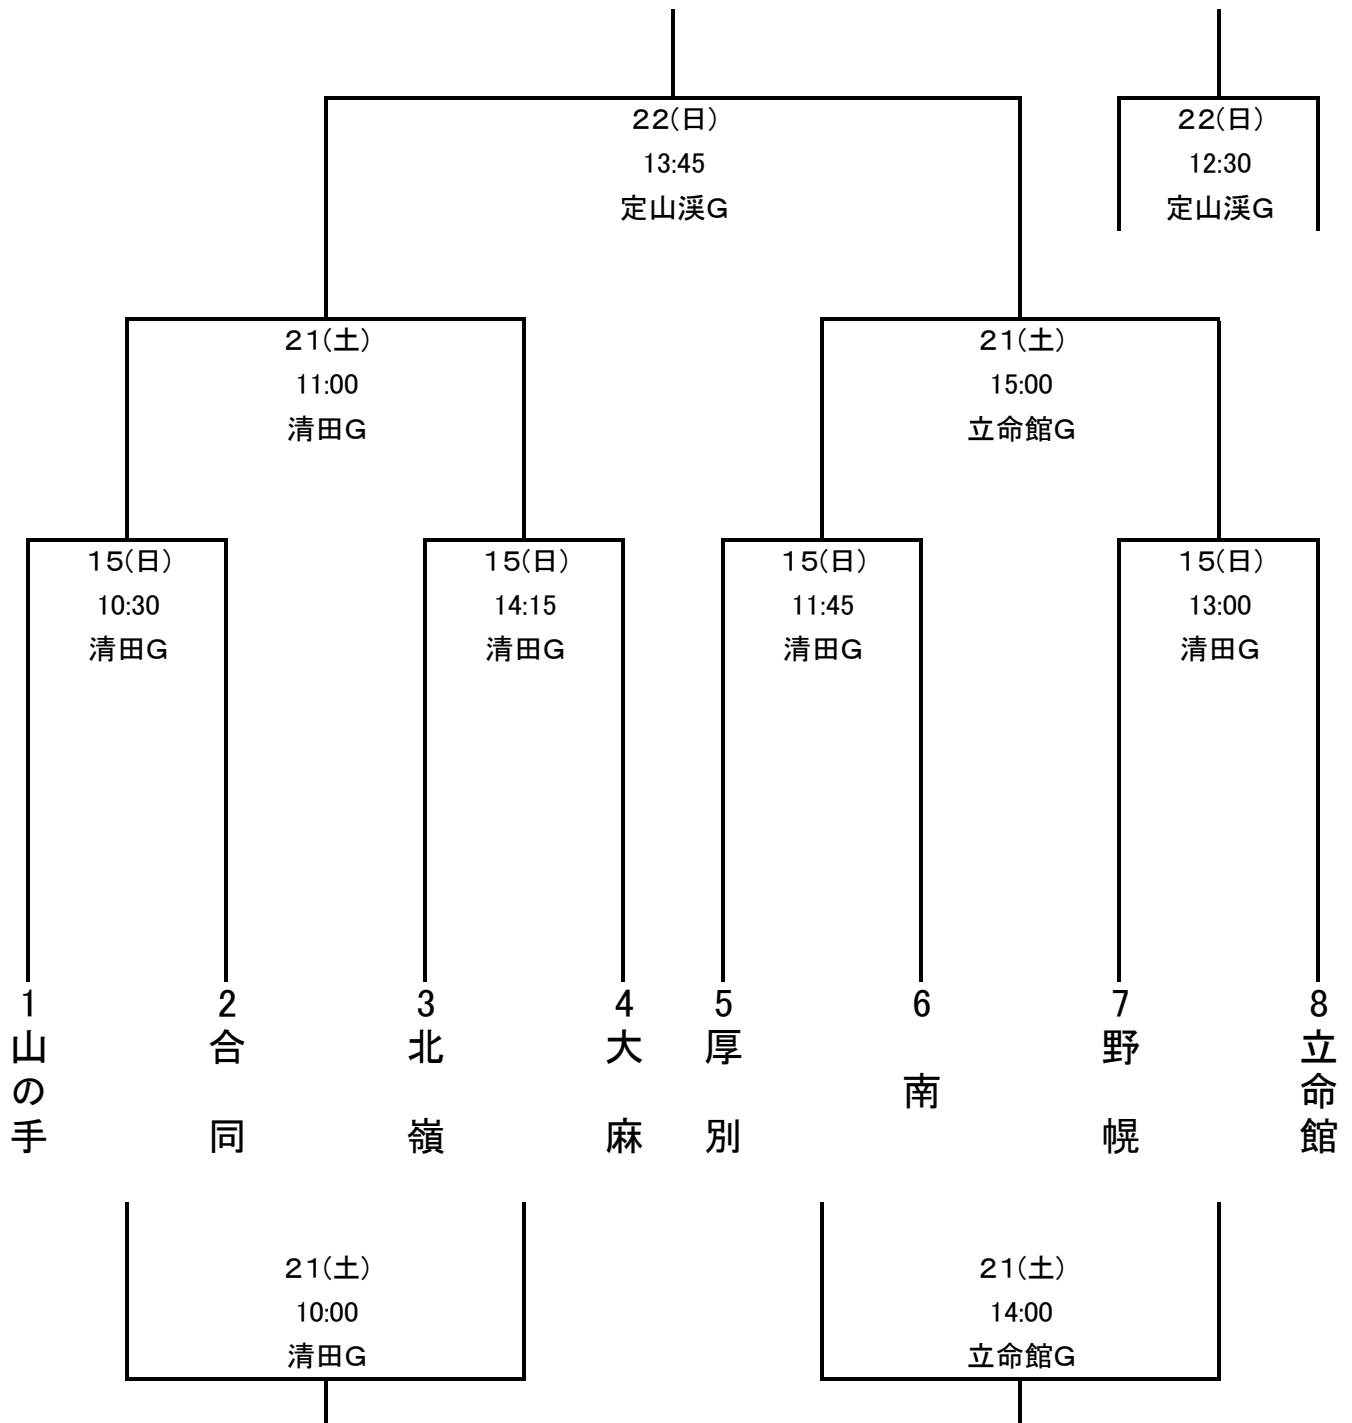 22(日)
13:45
定山渓G
22(日)
12:30
定山渓G
21(土)
11:00
清田G
21(土)
15:00
立命館G
15(日)
10:30
清田G
15(日)
14:15
清田G
15(日)
11:45
清田G
15(日)
13:00
清田G
1
山の手
2
合同
3
北嶺
4
大麻
5
厚別
6
南
7
野幌
8
立命館
21(土)
10:00
清田G
21(土)
14:00
立命館G